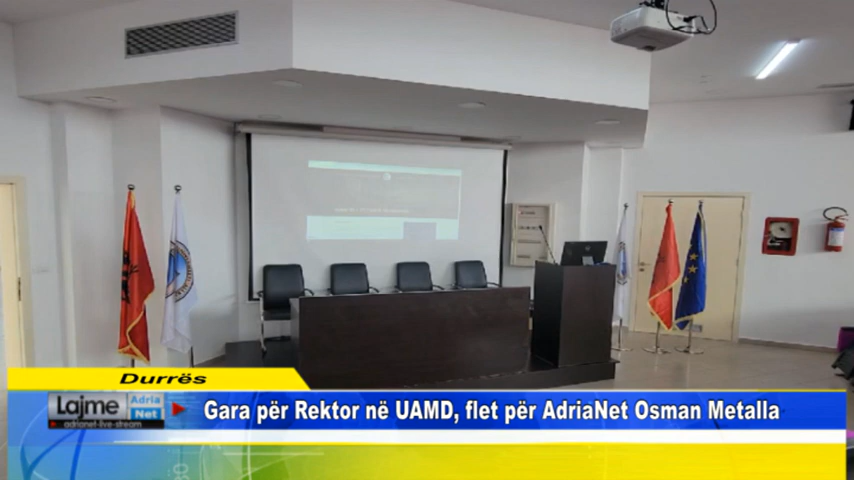 Durrës
Lajme Adria Net
adrianet-live-stream
Gara për Rektor në UAMD, flet për AdriaNet Osman Metalla